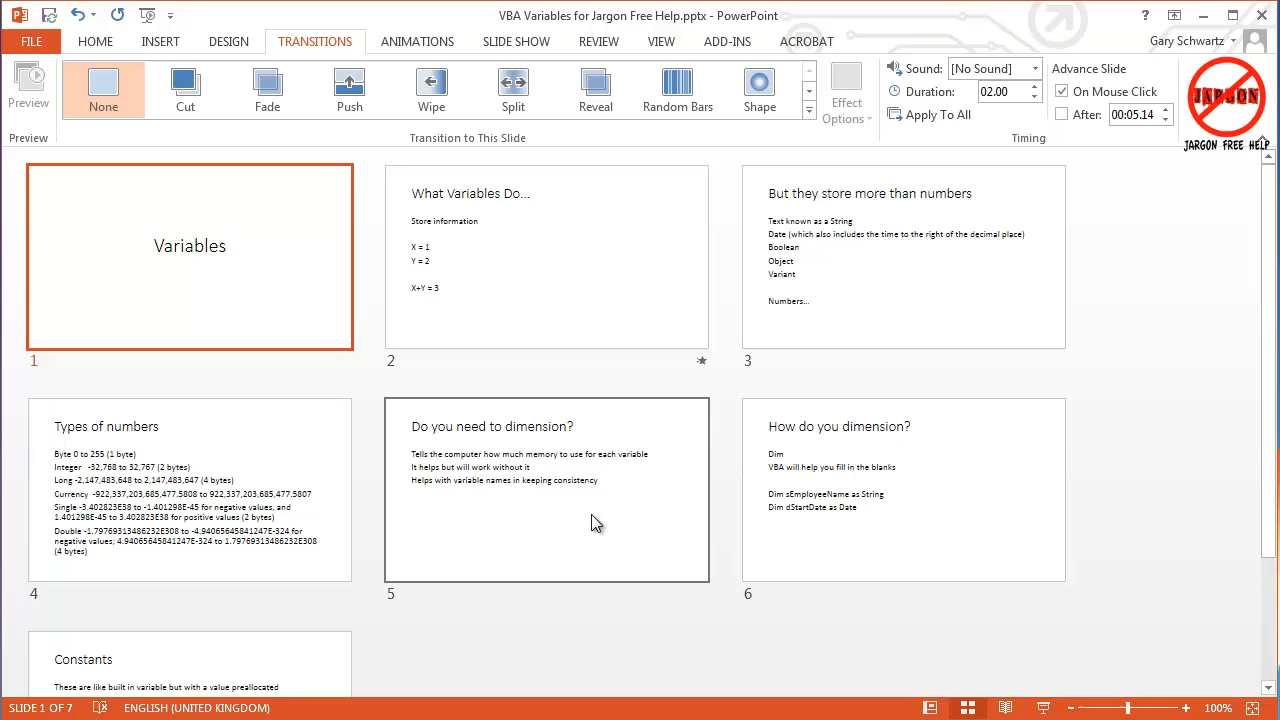 VBA Variables for Jargon Free Help.pptx - PowerPoint
?
FILE
HOME
INSERT
DESIGN
TRANSITIONS
ANIMATIONS
SLIDE SHOW
REVIEW
VIEW
ADD-INS
ACROBAT
Gary Schwartz
Preview
None
Cut
Fade
Push
Wipe
Split
Reveal
Random Bars
Shape
Effect
Options
Sound: [No Sound]
Duration: 02.00
Apply To All
Advance Slide
On Mouse Click
After: 00:05.14
JARGON
JARGON FREE HELP
Preview
Transition to This Slide
Timing
Variables
1
What Variables Do...
Store information
X = 1
Y = 2
X+Y = 3
2
But they store more than numbers
Text known as a String
Date (which also includes the time to the right of the decimal place)
Boolean
Object
Variant
Numbers...
3
Types of numbers
Byte 0 to 255 (1 byte)
Integer -32,768 to 32,767 (2 bytes)
Long -2,147,483,648 to 2,147,483,647 (4 bytes)
Currency -922,337,203,685,477.5808 to 922,337,203,685,477.5807
Single -3.402823E38 to -1.401298E-45 for negative values, and
1.401298E-45 to 3.402823E38 for positive values (2 bytes)
Double -1.79769313486232E308 to -4.94065645841247E-324 for
negative values; 4.94065645841247E-324 to 1.79769313486232E308
(4 bytes)
4
Do you need to dimension?
Tells the computer how much memory to use for each variable
It helps but will work without it
Helps with variable names in keeping consistency
5
How do you dimension?
Dim
VBA will help you fill in the blanks
Dim sEmployeeName as String
Dim dStartDate as Date
6
Constants
These are like built in variable but with a value preallocated
SLIDE 1 OF 7
ENGLISH (UNITED KINGDOM)
100%